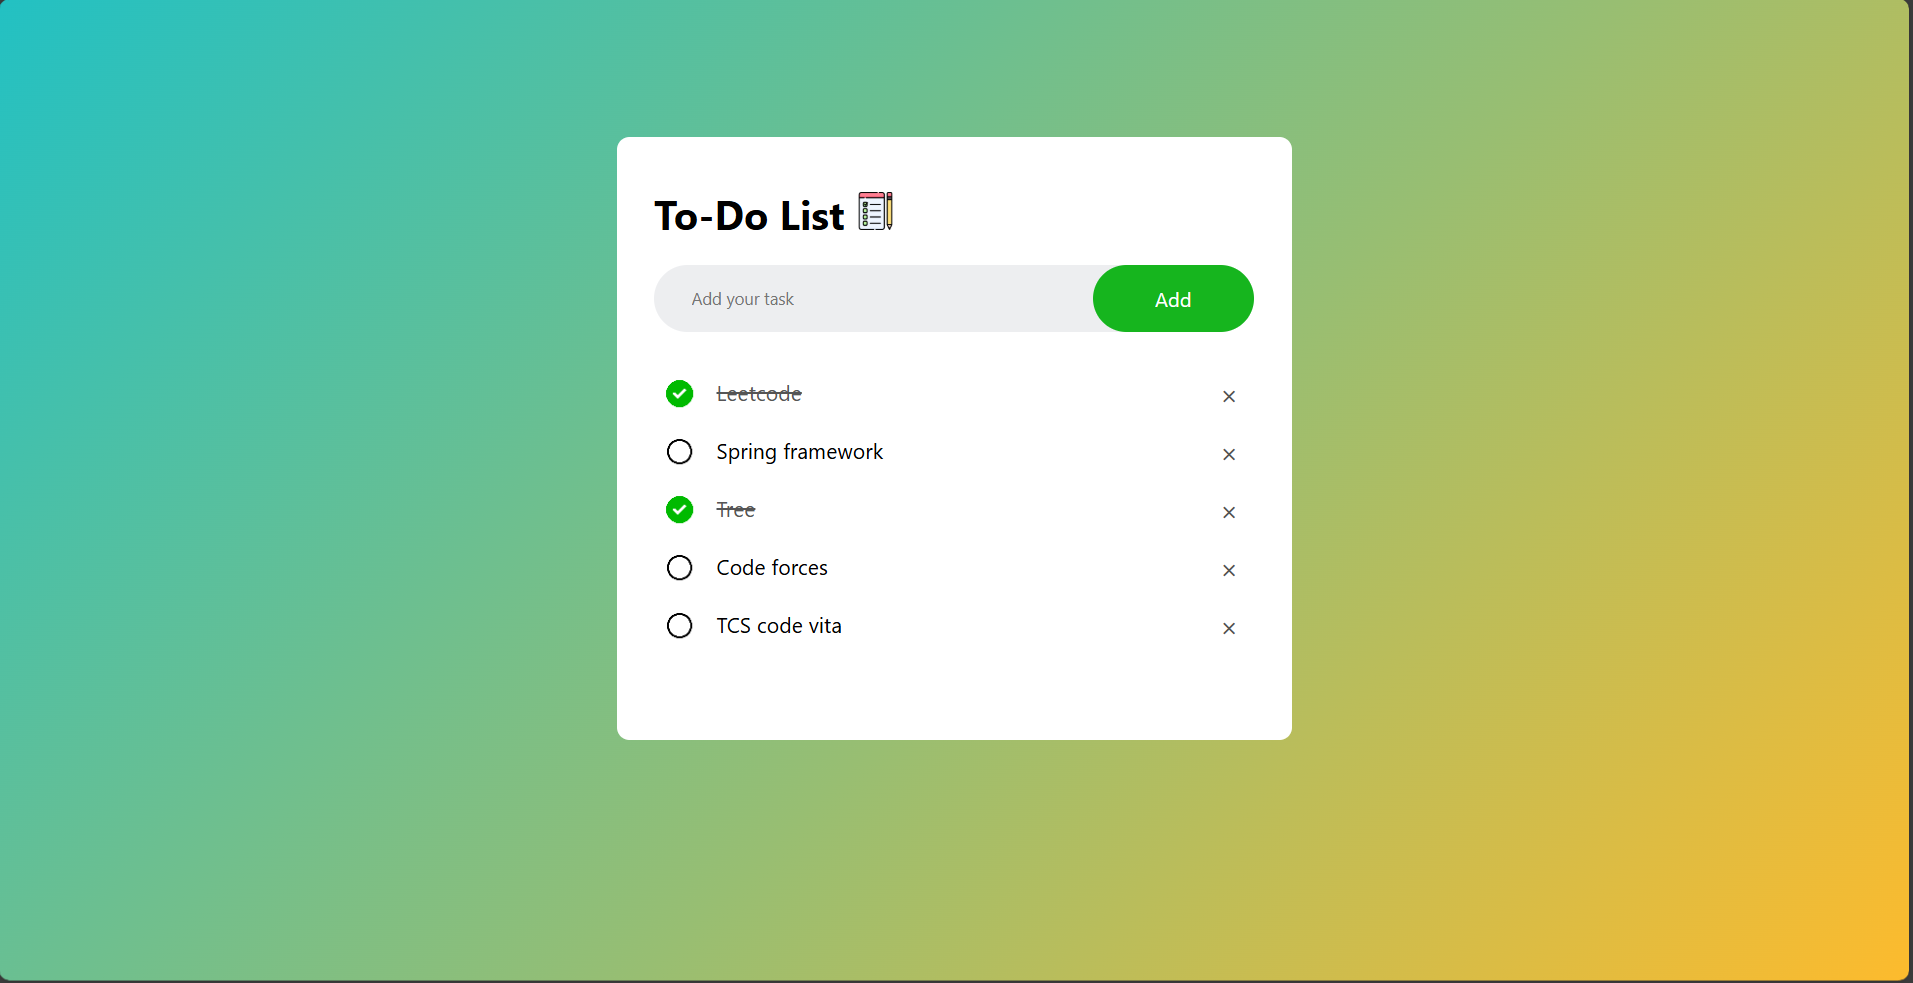 To-Do List
Add your task
Add
Leetcode
×
Spring framework
×
Tree
×
Code forces
×
TCS code vita
×